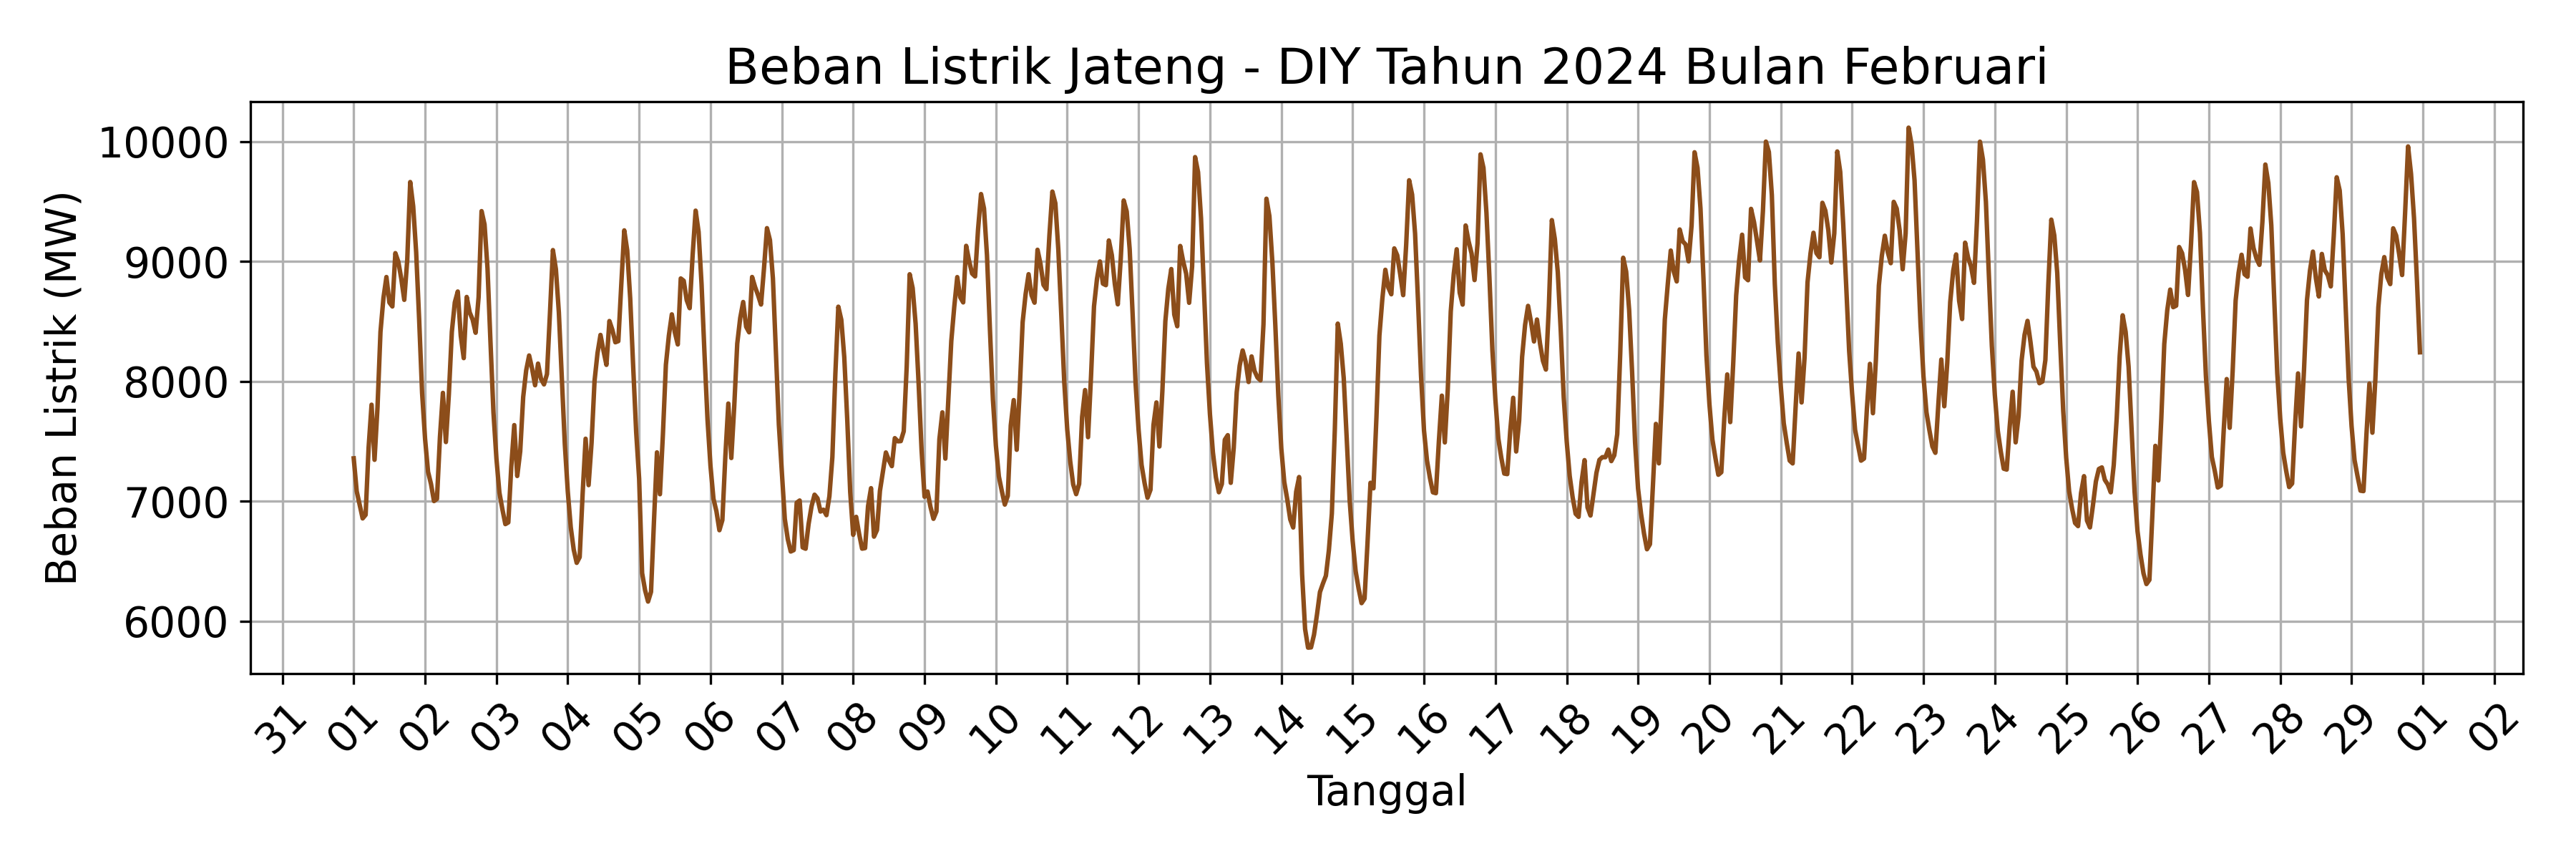 Beban Listrik Jateng - DIY Tahun 2024 Bulan Februari
10000
9000
8000
7000
6000
Beban Listrik (MW)
31 01 02 03 04 05 06 07 08 09 10 11 12 13 14 15 16 17 18 19 20 21 22 23 24 25 26 27 28 29 01 02
Tanggal